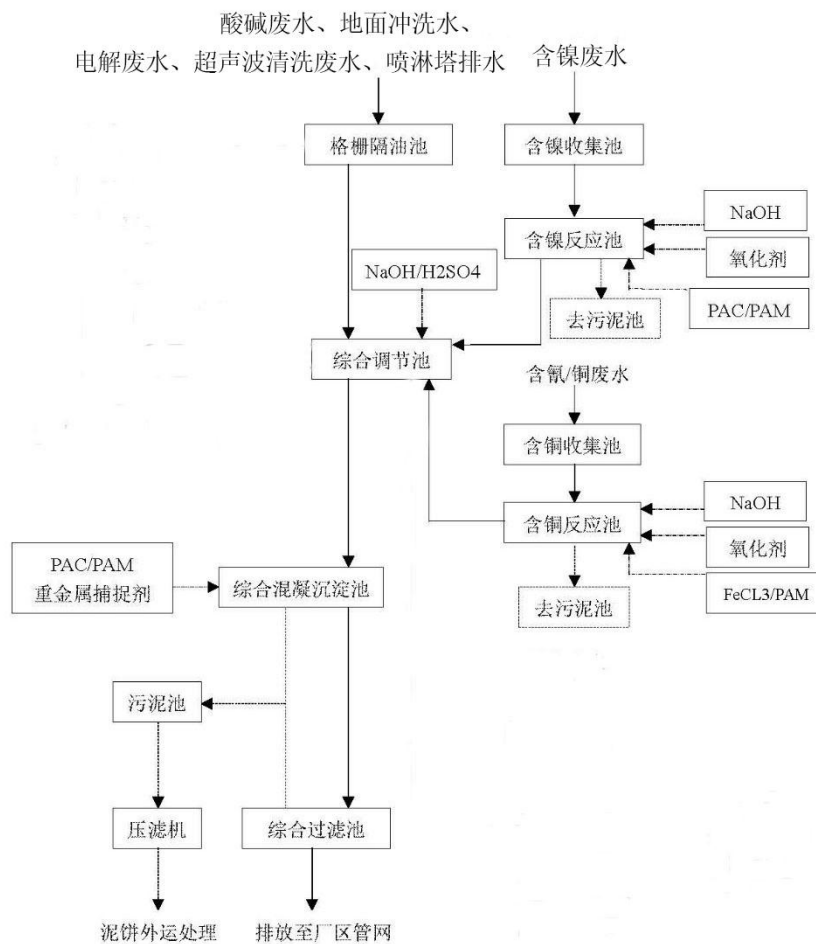 酸碱废水、地面冲洗水、
电解废水、超声波清洗废水、喷淋塔排水
含镍废水
格栅隔油池
含镍收集池
NaOH
含镍反应池
氧化剂
NaOH/H2SO4
PAC/PAM
去污泥池
综合调节池
含氰/铜废水
含铜收集池
NaOH
含铜反应池
氧化剂
PAC/PAM
重金属捕捉剂
综合混凝沉淀池
FeCL3/PAM
去污泥池
污泥池
压滤机
综合过滤池
泥饼外运处理
排放至厂区管网